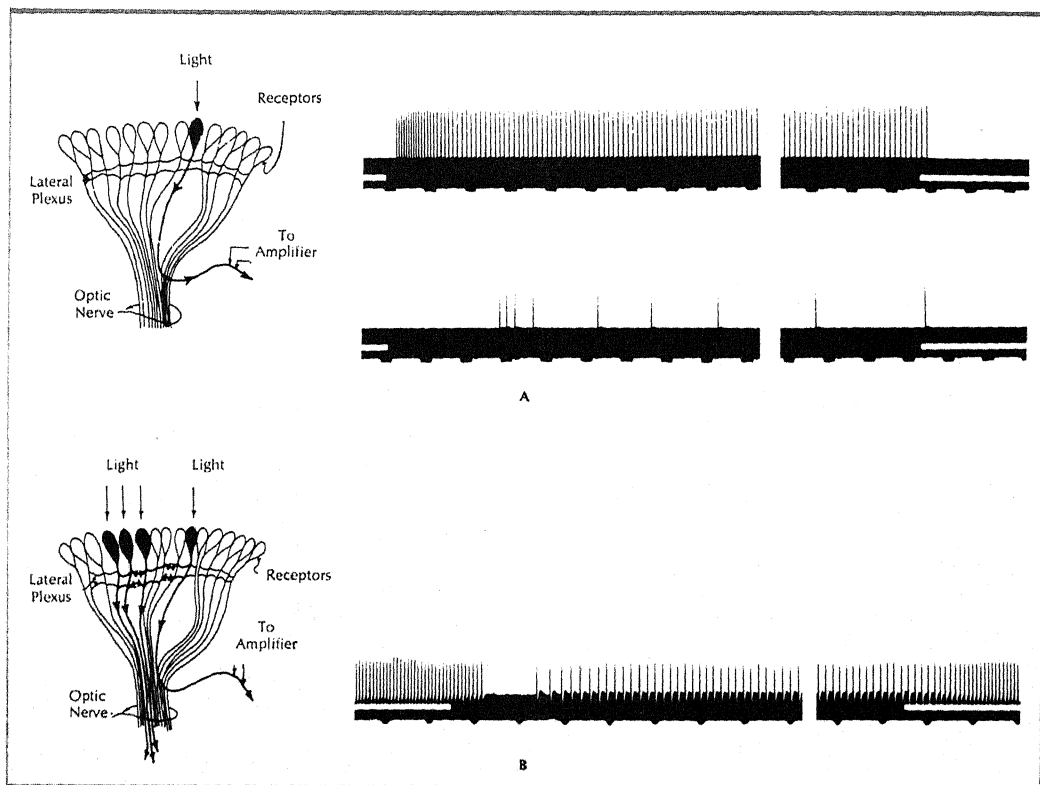 Light
Receptors
Lateral
Plexus
To
Amplifier
Optic
Nerve
A
Light
Light
Lateral
Plexus
Receptors
To
Amplifier
Optic
Nerve
B